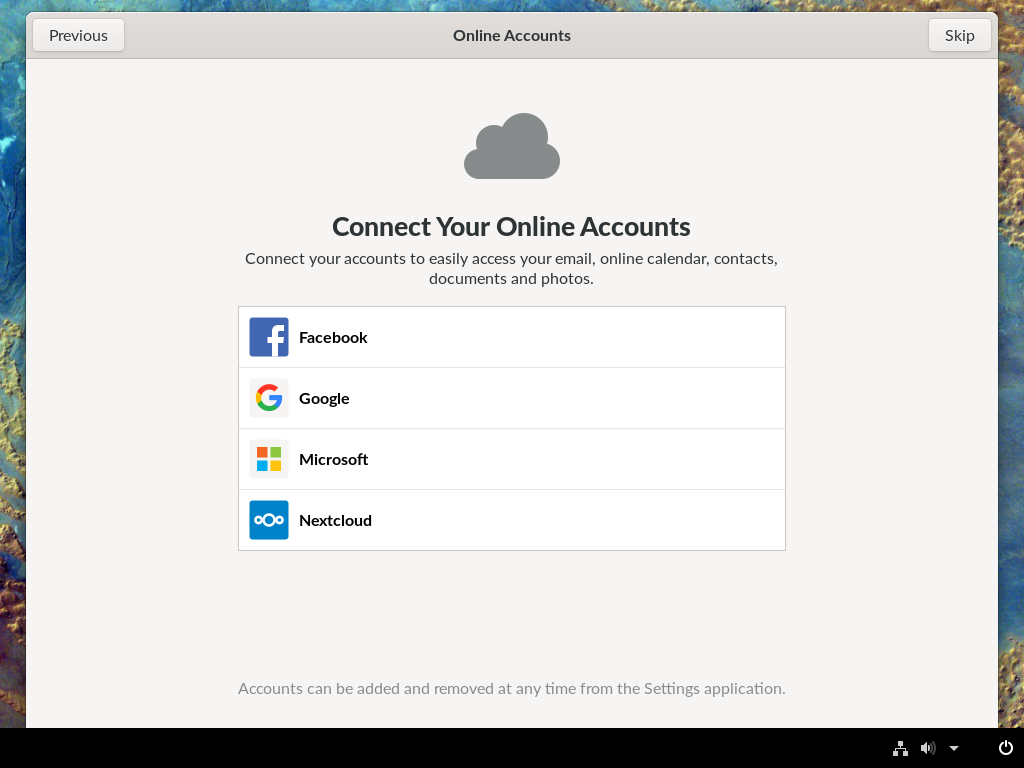 Previous
Online Accounts
Skip
Connect Your Online Accounts
Connect your accounts to easily access your email, online calendar, contacts,
documents and photos.
Facebook
Google
Microsoft
Nextcloud
Accounts can be added and removed at any time from the Settings application.